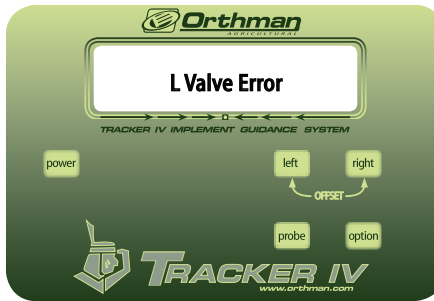 Orthman
AGRICULTURAL
L Valve Error
TRACKER IV IMPLEMENT GUIDANCE SYSTEM
power
left
right
OFFSET
probe
option
TRACKER IV
www.orthman.com